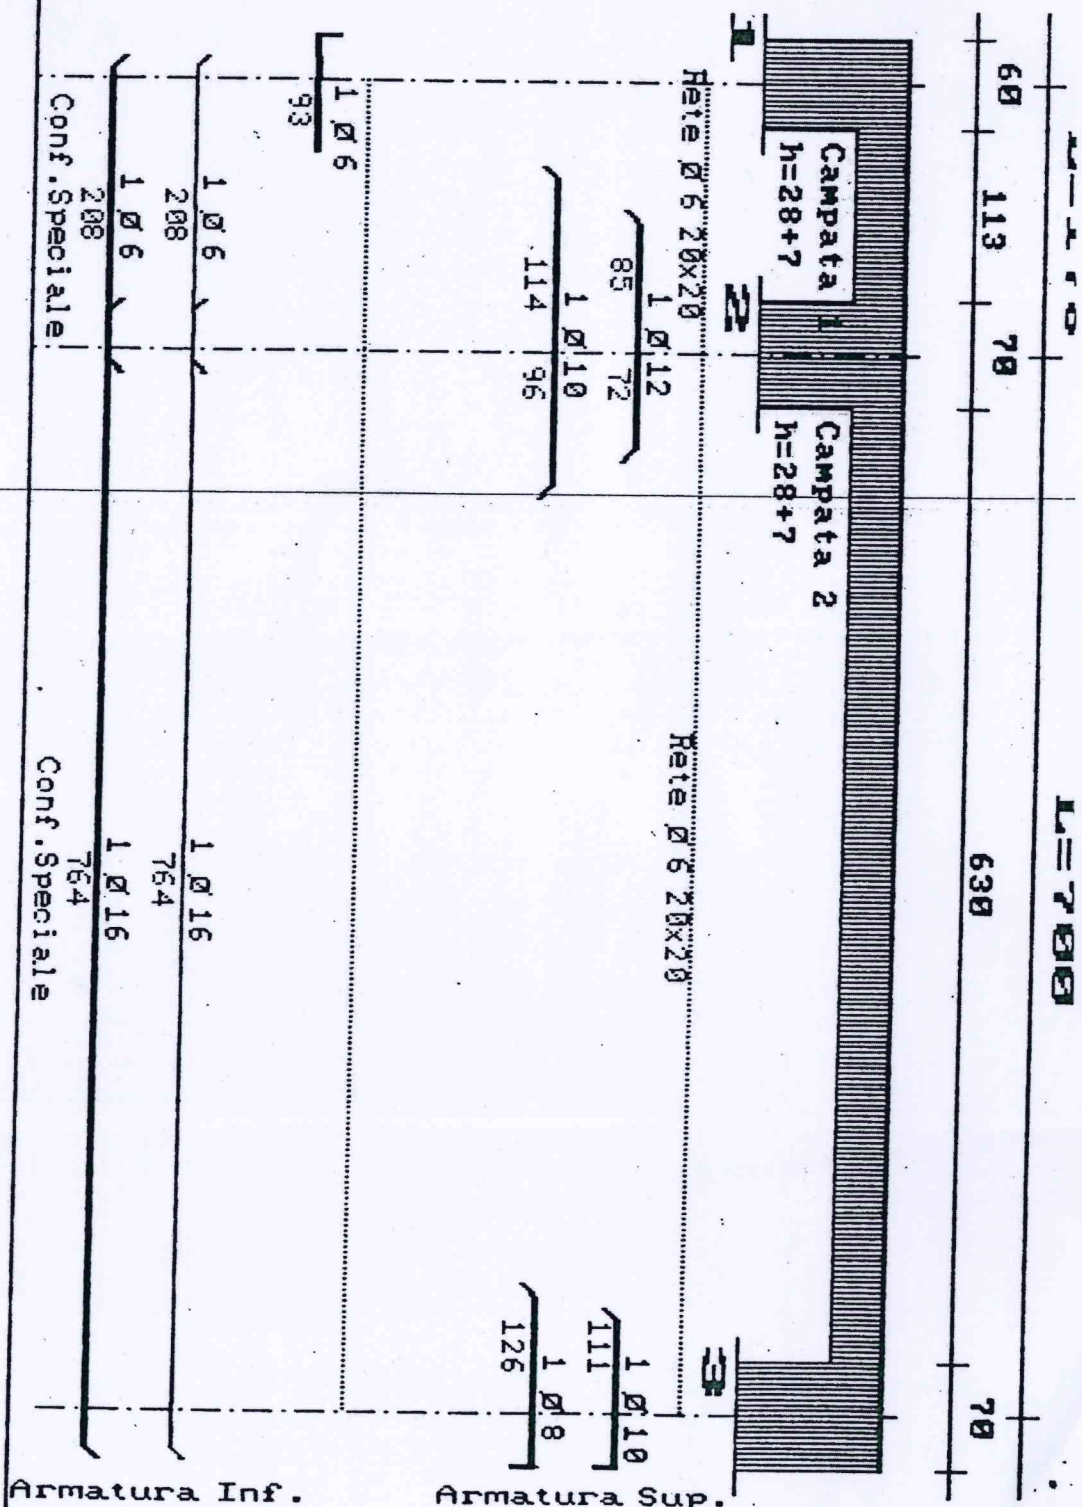 L=700
60 113 70 630 70
1 2 3
Campata 1
h=28+7
Campata 2
h=28+7
Rete Ø 6 20x20
Rete Ø 6 20x20
1 Ø 12
85 72
1 Ø 10
111
1 Ø 10
114 96
1 Ø 8
126
1 Ø 6
93
1 Ø 6
208
1 Ø 16
764
1 Ø 6
208
1 Ø 16
764
Conf.Speciale
Conf.Speciale
Armatura Sup.
Armatura Inf.